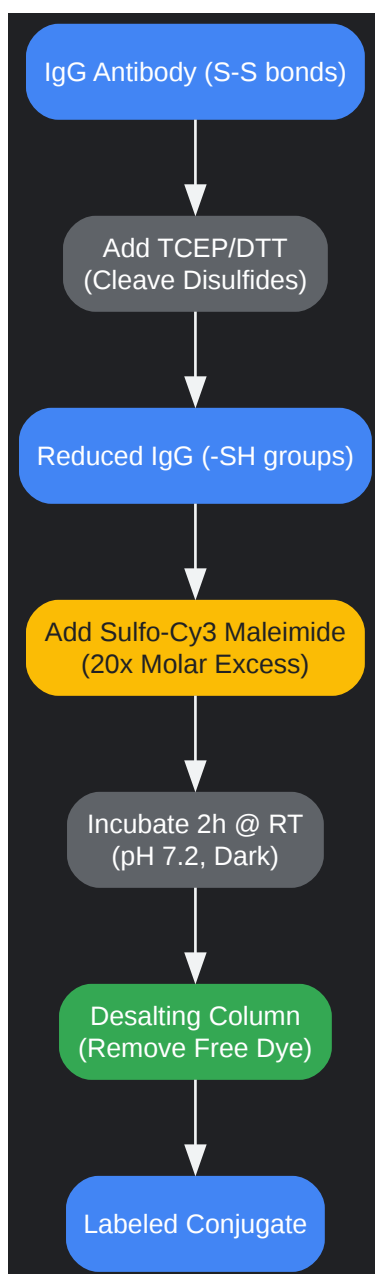 IgG Antibody (S-S bonds)
Add TCEP/DTT
(Cleave Disulfides)
Reduced IgG (-SH groups)
Add Sulfo-Cy3 Maleimide
(20x Molar Excess)
Incubate 2h @ RT
(pH 7.2, Dark)
Desalting Column
(Remove Free Dye)
Labeled Conjugate